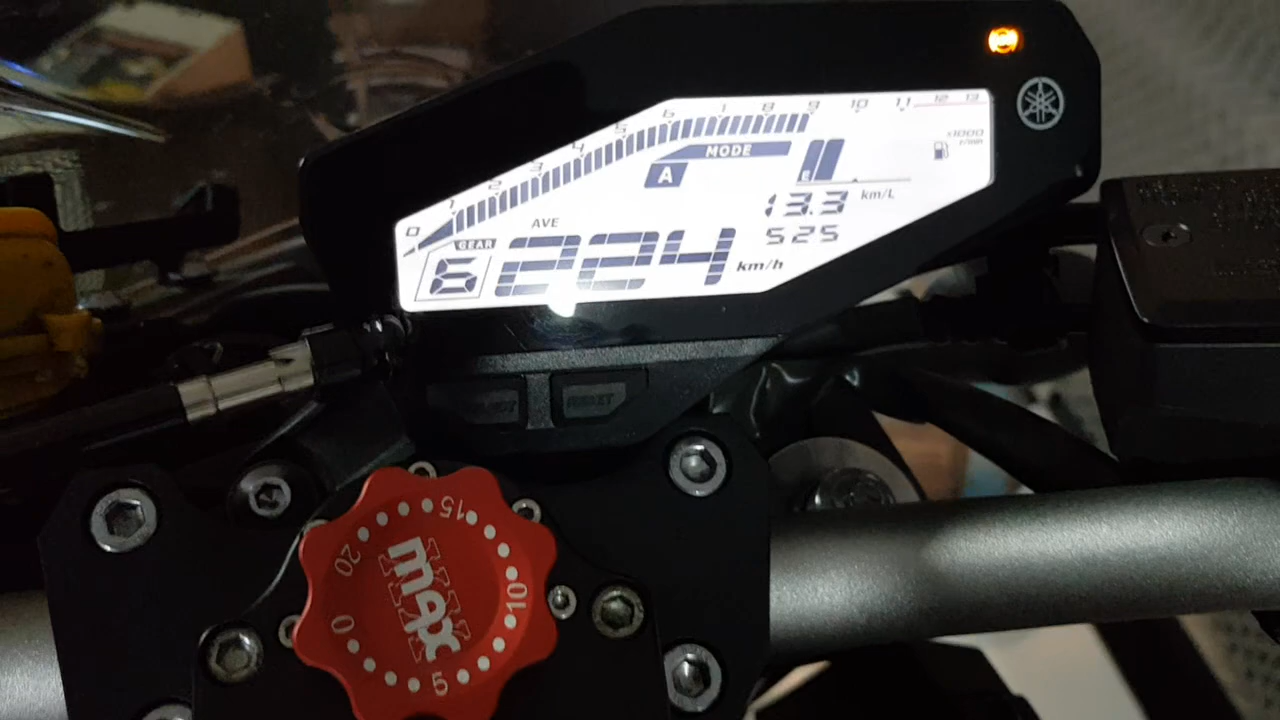 0 1 2 3 4 5 6 7 8 9 10 11 12 13
x1000
r/min
MODE
A
E
13.3 km/L
525
AVE
GEAR
6 224 km/h
RESET
15
20
10
max
0
5